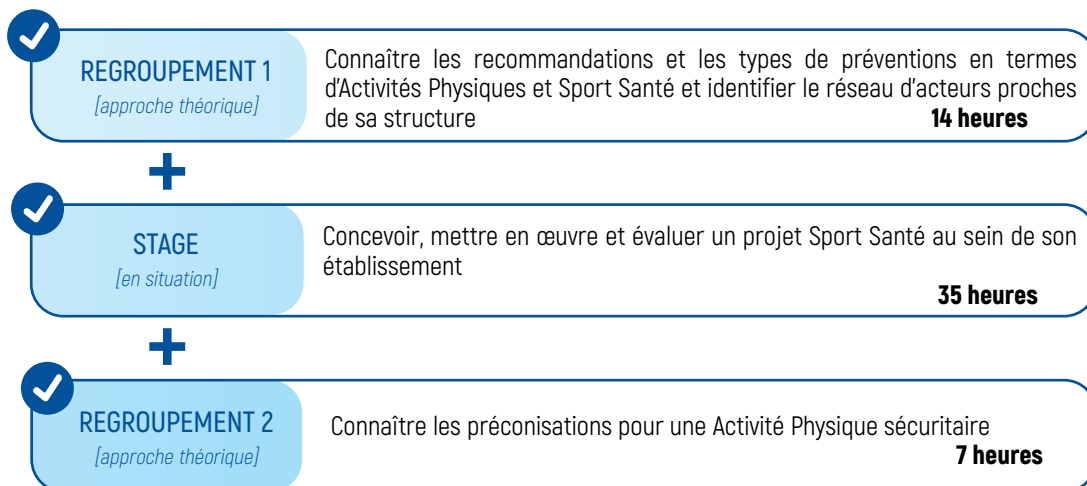 REGROUPEMENT 1
[approche théorique]
Connaître les recommandations et les types de préventions en termes
d'Activités Physiques et Sport Santé et identifier le réseau d'acteurs proches
de sa structure
14 heures
+
STAGE
[en situation]
Concevoir, mettre en œuvre et évaluer un projet Sport Santé au sein de son
établissement
35 heures
+
REGROUPEMENT 2
[approche théorique]
Connaître les préconisations pour une Activité Physique sécuritaire
7 heures